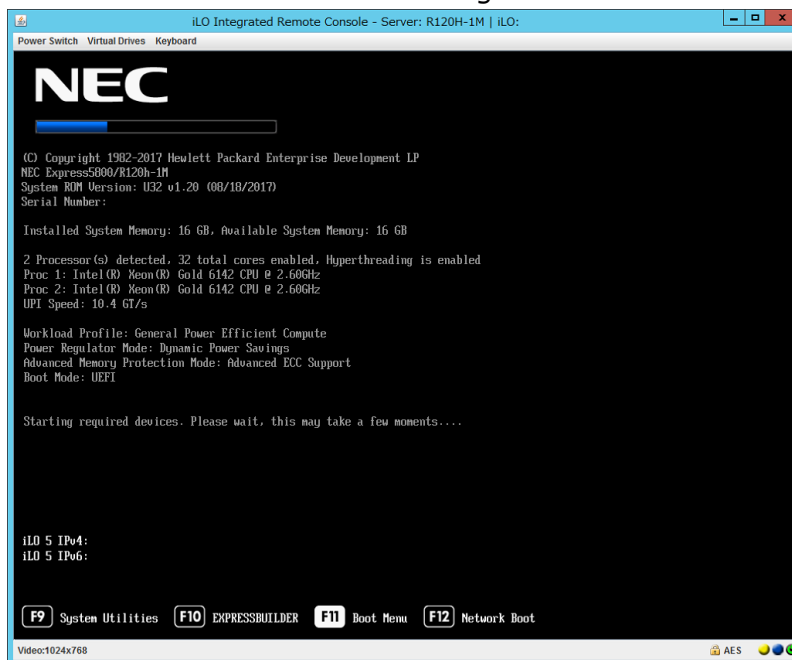 iLO Integrated Remote Console - Server: R120H-1M | iLO:
Power Switch Virtual Drives Keyboard
NEC
(C) Copyright 1982-2017 Hewlett Packard Enterprise Development LP
NEC Express5800/R120h-1M
System ROM Version: U32 v1.20 (08/18/2017)
Serial Number:
Installed System Memory: 16 GB, Available System Memory: 16 GB
2 Processor(s) detected, 32 total cores enabled, Hyperthreading is enabled
Proc 1: Intel(R) Xeon(R) Gold 6142 CPU @ 2.60GHz
Proc 2: Intel(R) Xeon(R) Gold 6142 CPU @ 2.60GHz
UPI Speed: 10.4 GT/s
Workload Profile: General Power Efficient Compute
Power Regulator Mode: Dynamic Power Savings
Advanced Memory Protection Mode: Advanced ECC Support
Boot Mode: UEFI
Starting required devices. Please wait, this may take a few moments....
iLO 5 IPv4:
iLO 5 IPv6:
F9 System Utilities F10 EXPRESSBUILDER F11 Boot Menu F12 Network Boot
Video:1024x768 AES